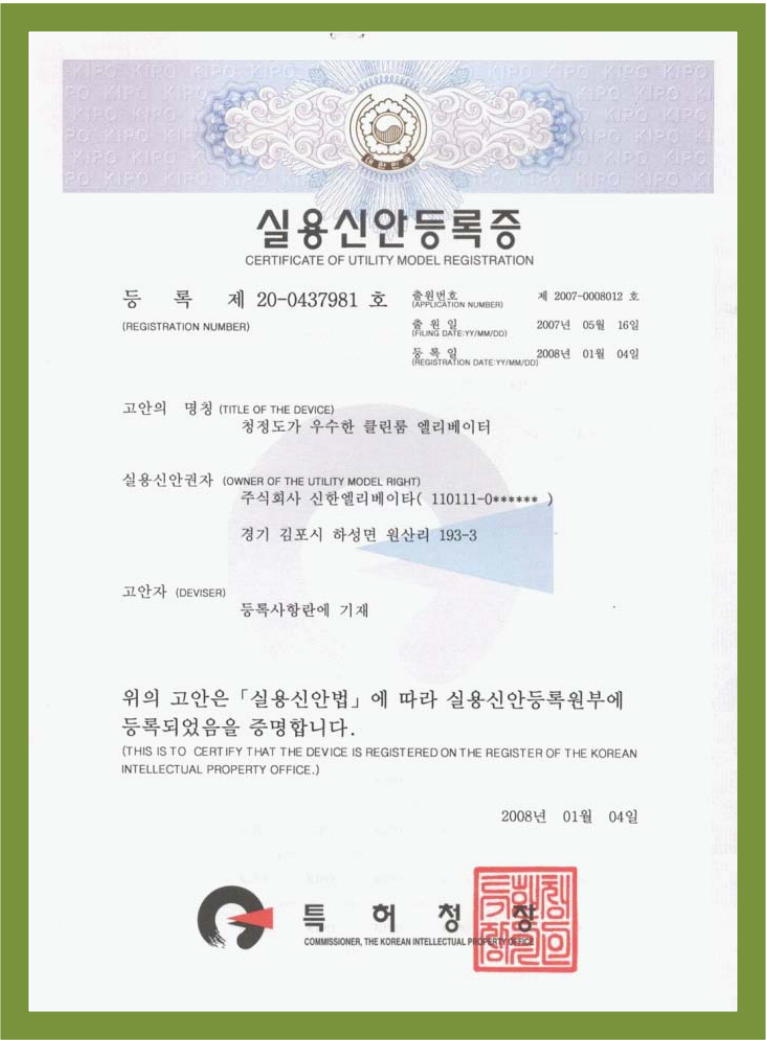 KIPO KIPO KIPO KIPO KIPO KIPO KIPO KIPO
대한민국
실용신안등록증
CERTIFICATE OF UTILITY MODEL REGISTRATION
등 록 제 20-0437981 호
(REGISTRATION NUMBER)
출원번호 제 2007-0008012 호
(APPLICATION NUMBER)
출 원 일 2007년 05월 16일
(FILING DATE:YY/MM/DD)
등 록 일 2008년 01월 04일
(REGISTRATION DATE:YY/MM/DD)
고안의 명칭 (TITLE OF THE DEVICE)
청정도가 우수한 클린룸 엘리베이터
실용신안권자 (OWNER OF THE UTILITY MODEL RIGHT)
주식회사 신한엘리베이타( 110111-0****** )
경기 김포시 하성면 원산리 193-3
고안자 (DEVISER)
등록사항란에 기재
위의 고안은 「실용신안법」에 따라 실용신안등록원부에
등록되었음을 증명합니다.
(THIS IS TO CERTIFY THAT THE DEVICE IS REGISTERED ON THE REGISTER OF THE KOREAN
INTELLECTUAL PROPERTY OFFICE.)
2008년 01월 04일
특 허 청 장
COMMISSIONER, THE KOREAN INTELLECTUAL PROPERTY OFFICE